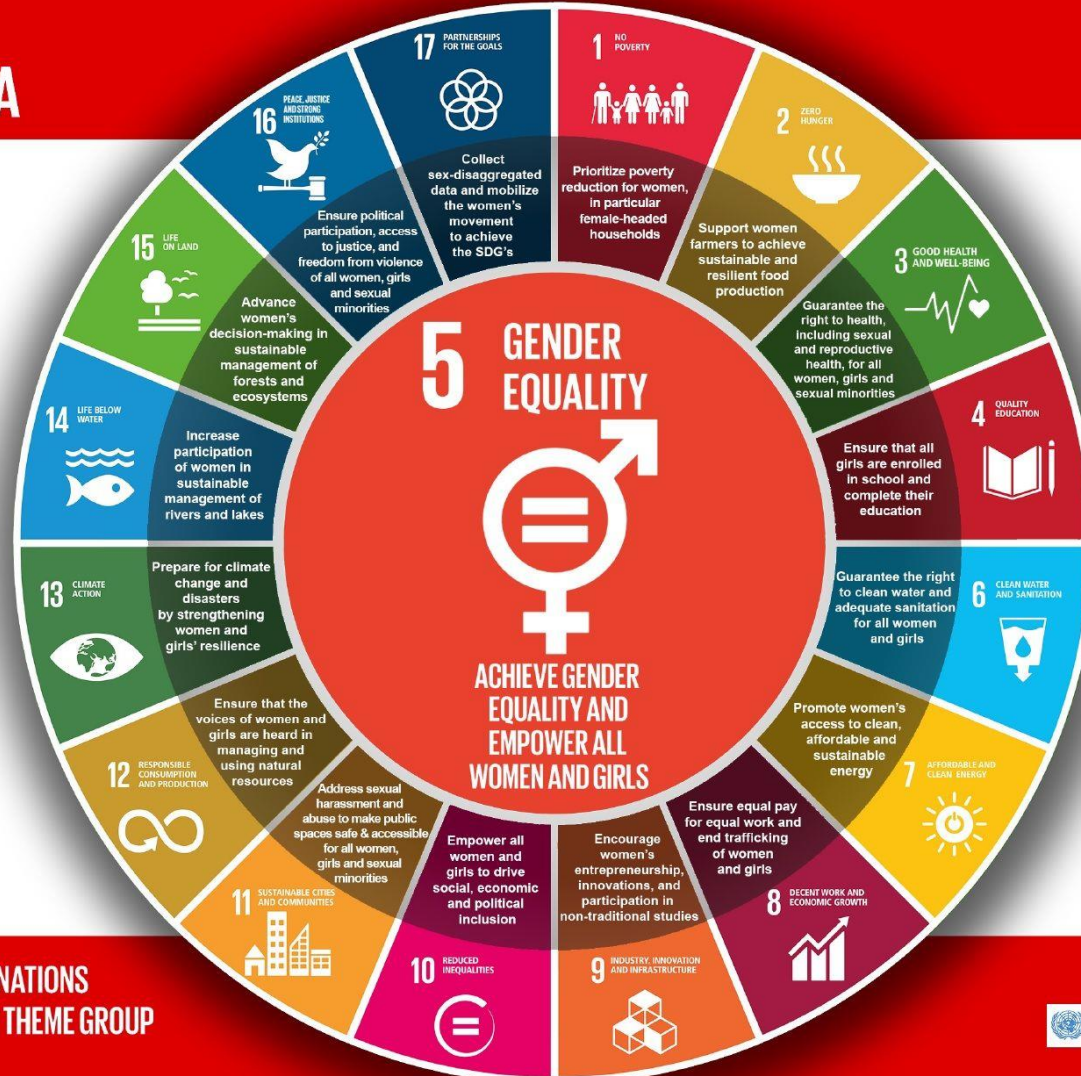 A
17 PARTNERSHIPS
FOR THE GOALS
Collect
sex-disaggregated
data and mobilize
the women's
movement
to achieve
the SDG's
1 NO
POVERTY
Prioritize poverty
reduction for women,
in particular
female-headed
households
2 ZERO
HUNGER
Support women
farmers to achieve
sustainable and
resilient food
production
3 GOOD HEALTH
AND WELL-BEING
Guarantee the
right to health,
including sexual
and reproductive
health, for all
women, girls and
sexual minorities
4 QUALITY
EDUCATION
Ensure that all
girls are enrolled
in school and
complete their
education
5 GENDER
EQUALITY
ACHIEVE GENDER
EQUALITY AND
EMPOWER ALL
WOMEN AND GIRLS
6 CLEAN WATER
AND SANITATION
Guarantee the right
to clean water and
adequate sanitation
for all women
and girls
7 AFFORDABLE AND
CLEAN ENERGY
Promote women's
access to clean,
affordable and
sustainable
energy
8 DECENT WORK AND
ECONOMIC GROWTH
Ensure equal pay
for equal work and
end trafficking
of women
and girls
9 INDUSTRY, INNOVATION
AND INFRASTRUCTURE
Encourage
women's
entrepreneurship,
innovations, and
participation in
non-traditional studies
10 REDUCED
INEQUALITIES
Empower all
women and
girls to drive
social, economic
and political
inclusion
11 SUSTAINABLE CITIES
AND COMMUNITIES
Address sexual
harassment and
abuse to make public
spaces safe & accessible
for all women,
girls and sexual
minorities
12 RESPONSIBLE
CONSUMPTION
AND PRODUCTION
Ensure that the
voices of women and
girls are heard in
managing and
using natural
resources
13 CLIMATE
ACTION
Prepare for climate
change and
disasters
by strengthening
women and
girls' resilience
14 LIFE BELOW
WATER
Increase
participation
of women in
sustainable
management of
rivers and lakes
15 LIFE
ON LAND
Advance
women's
decision-making in
sustainable
management of
forests and
ecosystems
16 PEACE, JUSTICE
AND STRONG
INSTITUTIONS
Ensure political
participation, access
to justice, and
freedom from violence
of all women, girls
and sexual
minorities
NATIONS
THEME GROUP